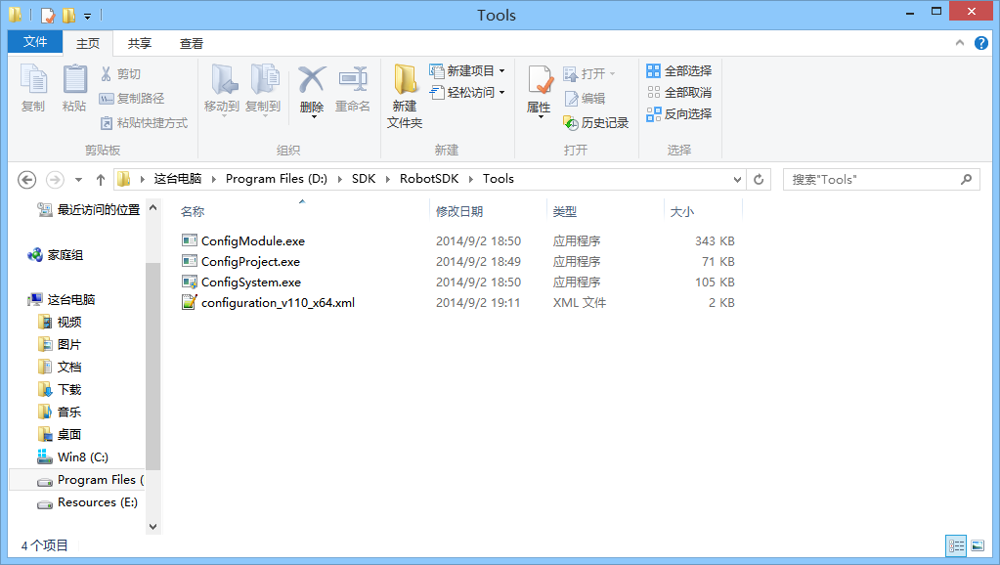 Tools
文件 主页 共享 查看
复制 粘贴 剪切 复制路径 粘贴快捷方式
移动到 复制到 删除 重命名
新建文件夹 新建项目 轻松访问
属性 打开 编辑 历史记录
全部选择 全部取消 反向选择
剪贴板 组织 新建 打开 选择
这台电脑 Program Files (D:) SDK RobotSDK Tools 搜索"Tools"
最近访问的位置
家庭组
这台电脑
视频
图片
文档
下载
音乐
桌面
Win8 (C:)
Program Files (
Resources (E:)
名称 修改日期 类型 大小
ConfigModule.exe 2014/9/2 18:50 应用程序 343 KB
ConfigProject.exe 2014/9/2 18:49 应用程序 71 KB
ConfigSystem.exe 2014/9/2 18:50 应用程序 105 KB
configuration_v110_x64.xml 2014/9/2 19:11 XML 文件 2 KB
4 个项目